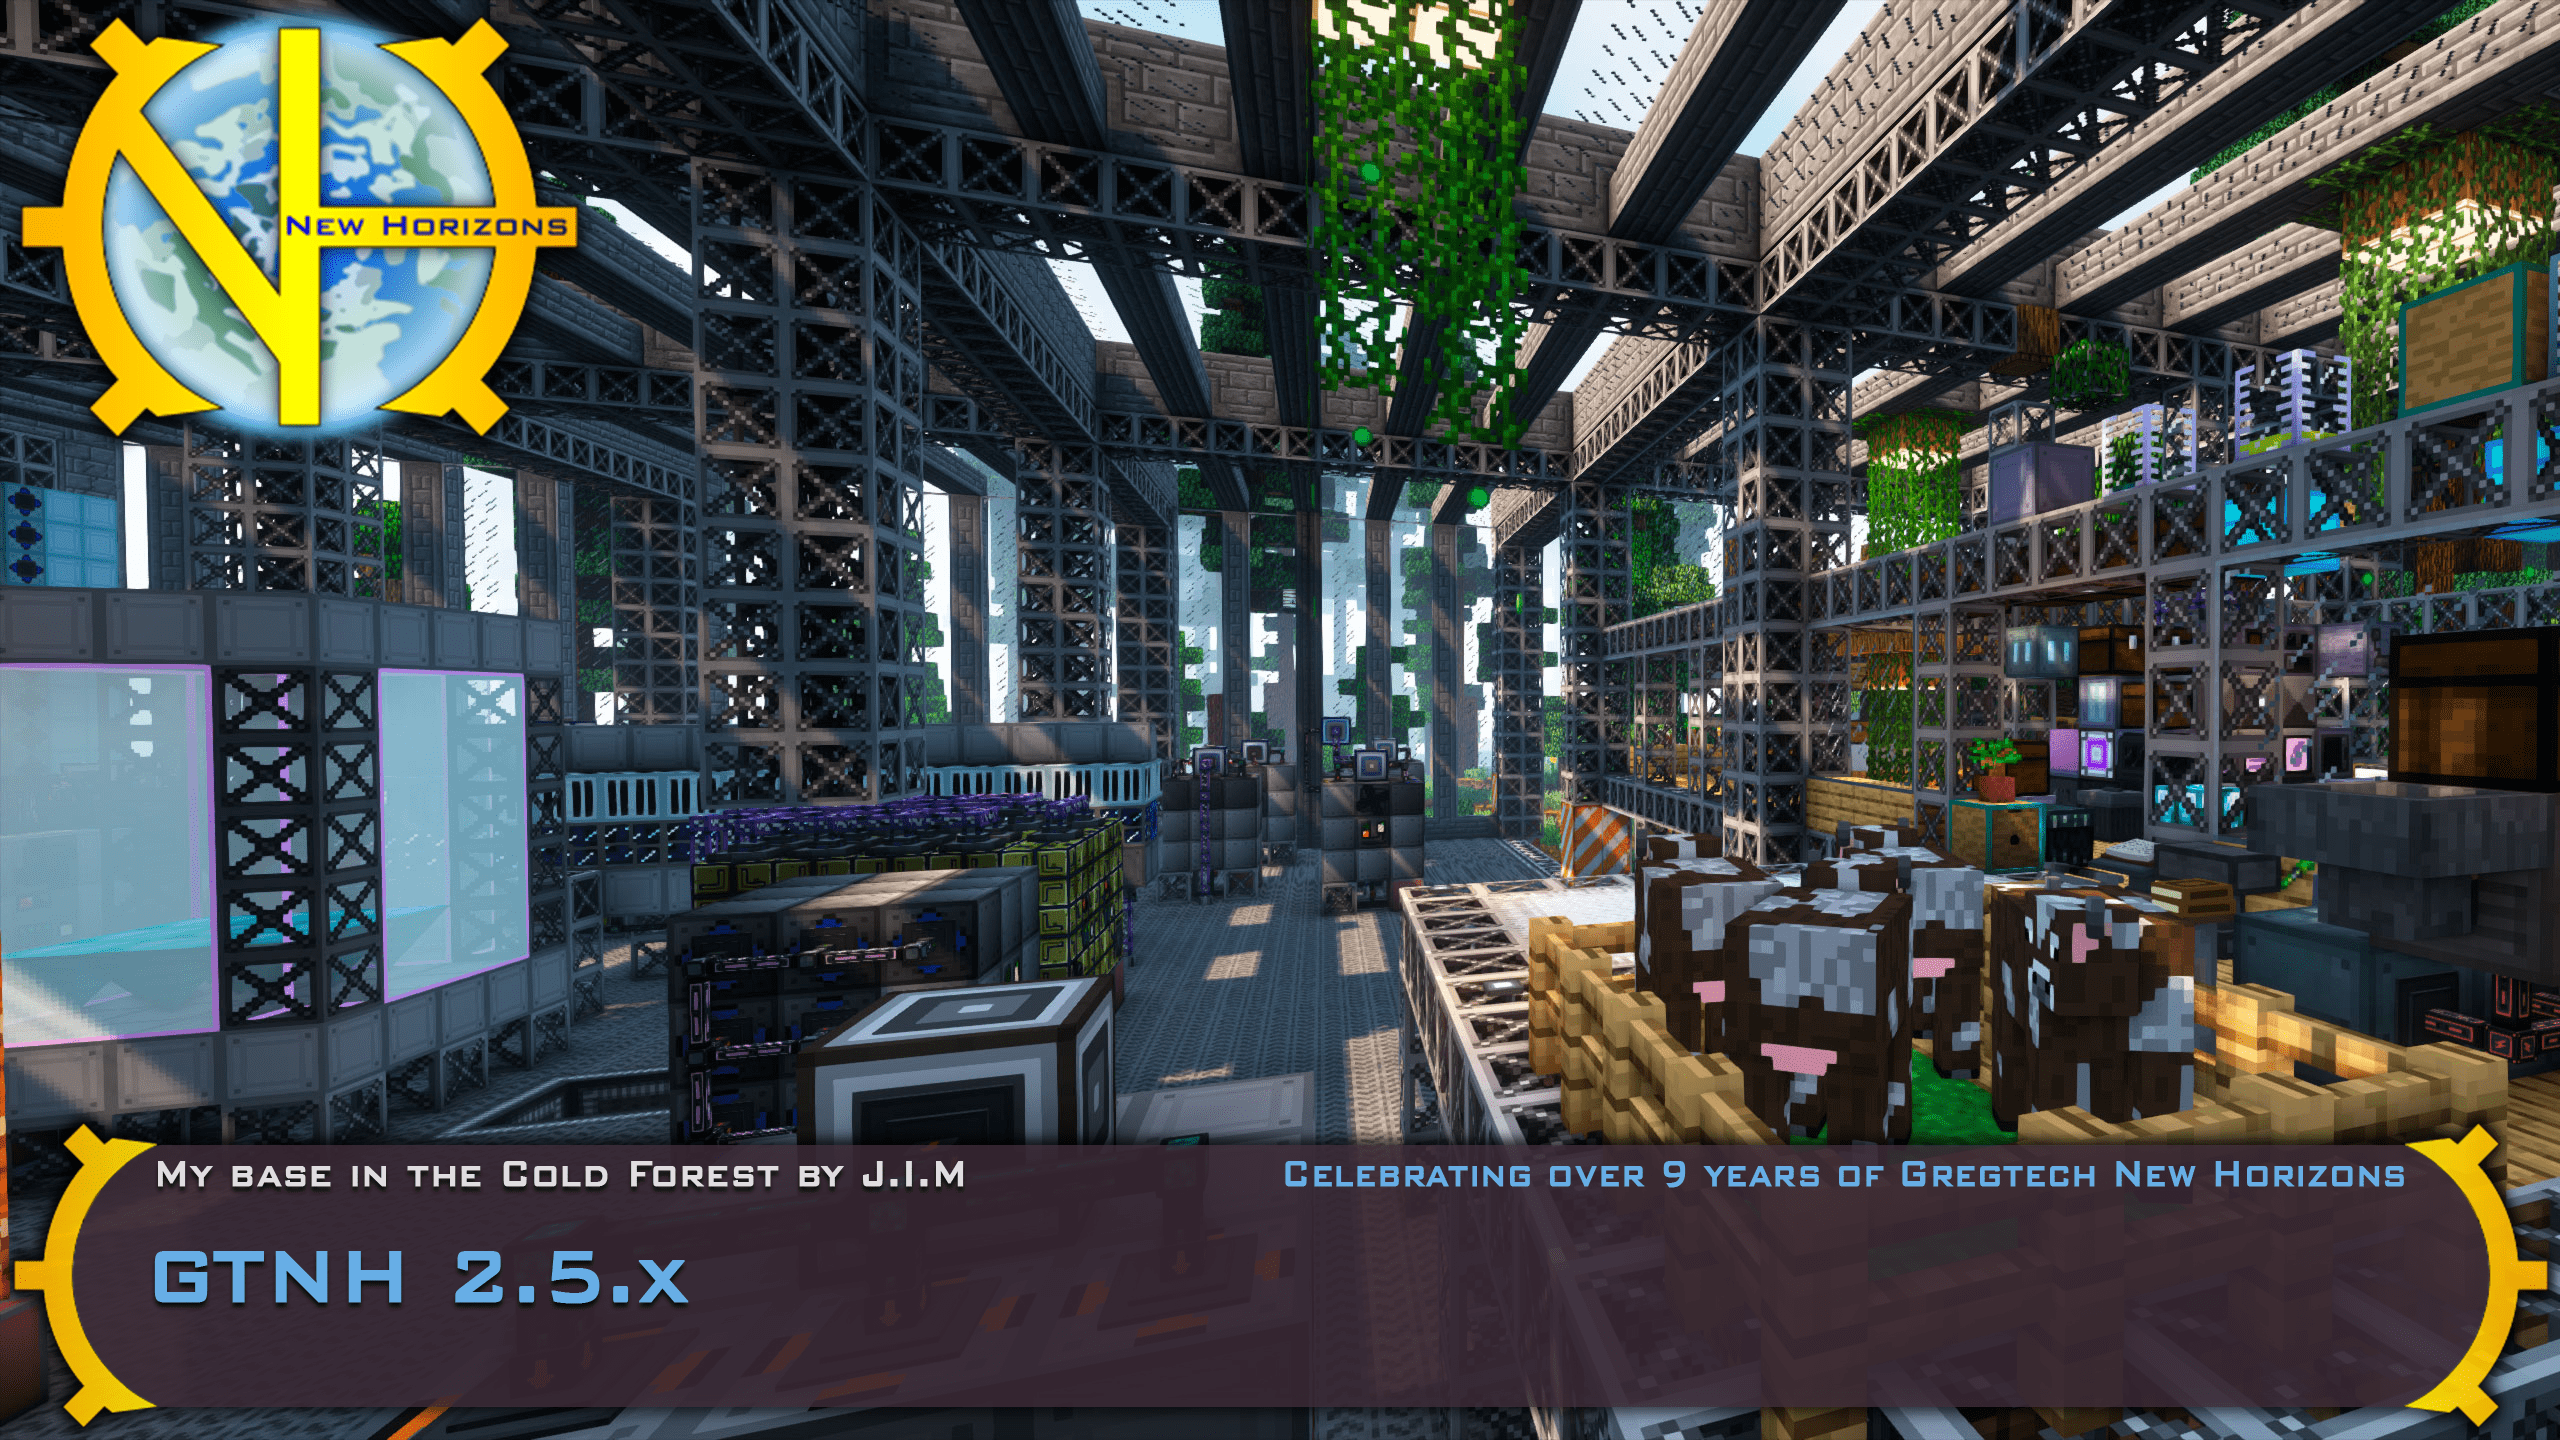 New Horizons
My base in the Cold Forest by J.I.M
Celebrating over 9 years of Gregtech New Horizons
GTNH 2.5.x